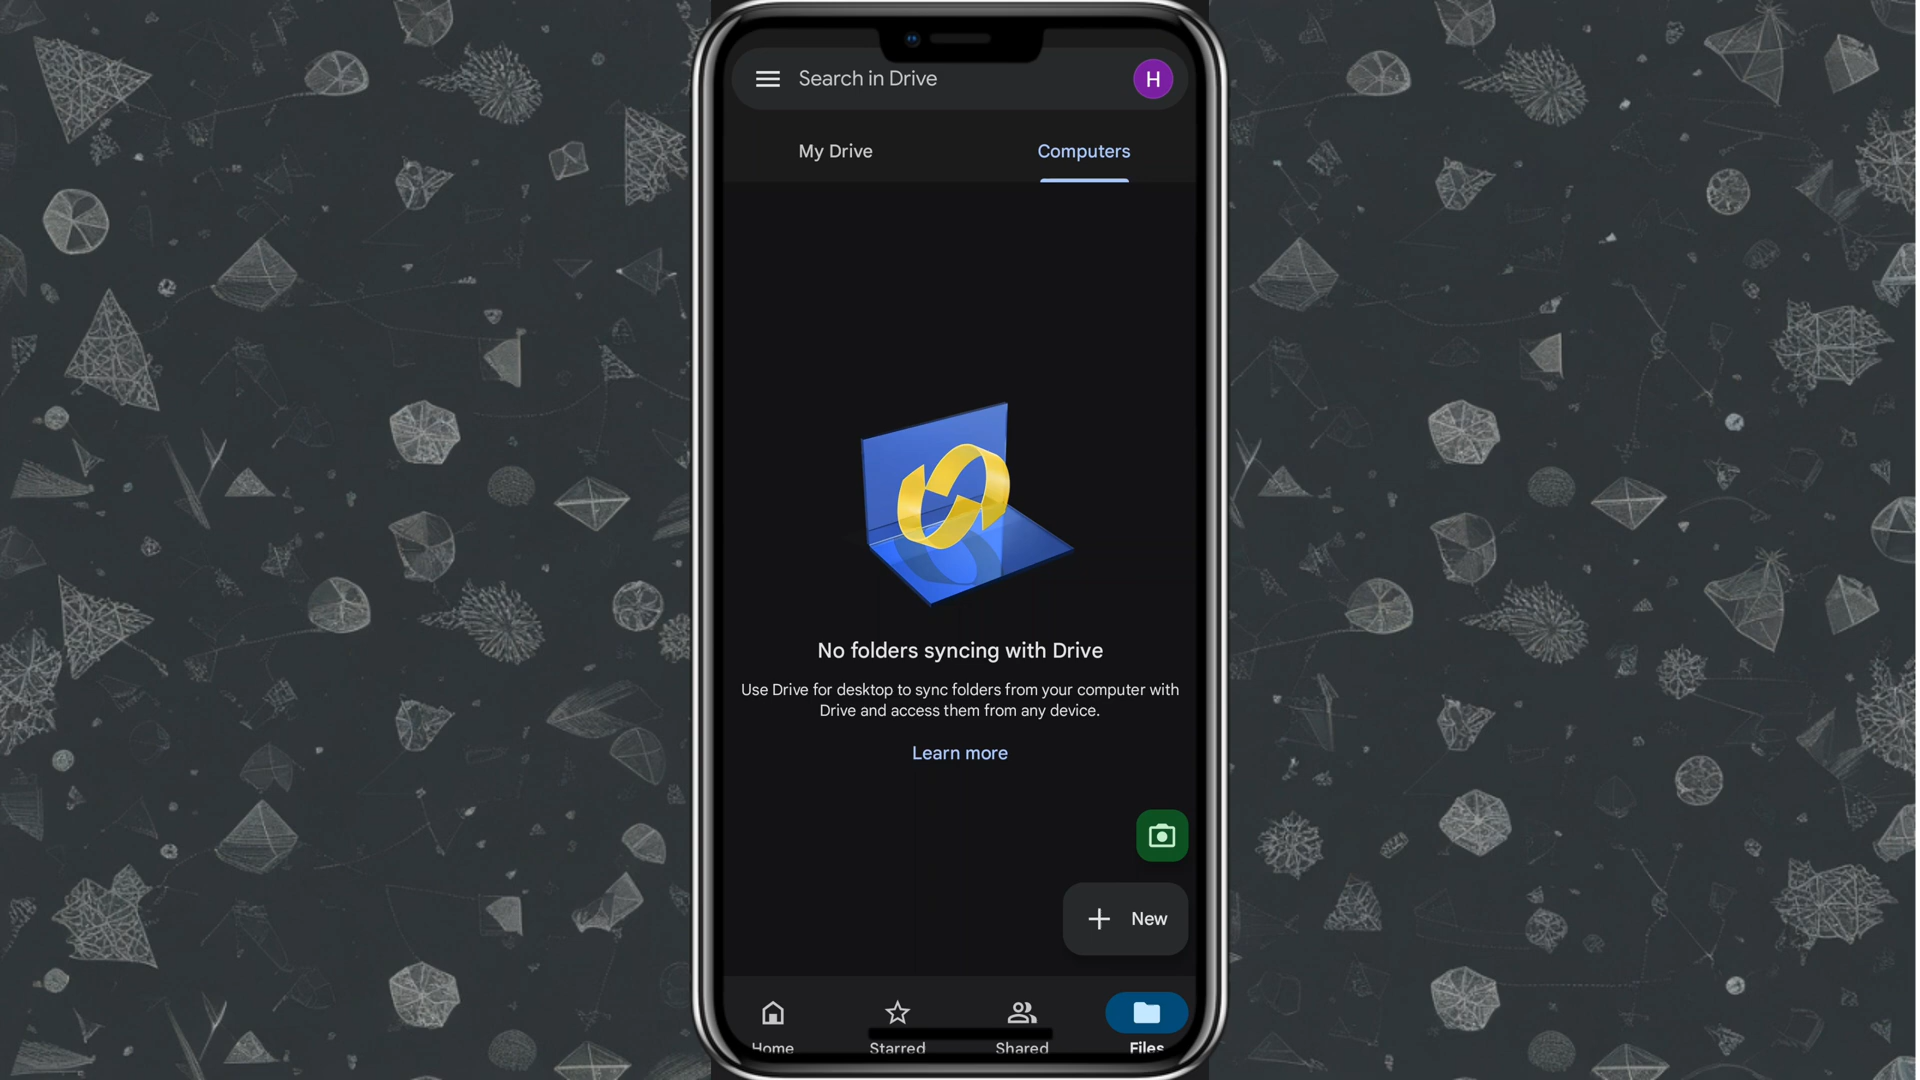 Search in Drive
H
My Drive
Computers
No folders syncing with Drive
Use Drive for desktop to sync folders from your computer with
Drive and access them from any device.
Learn more
New
Home
Starred
Shared
Files